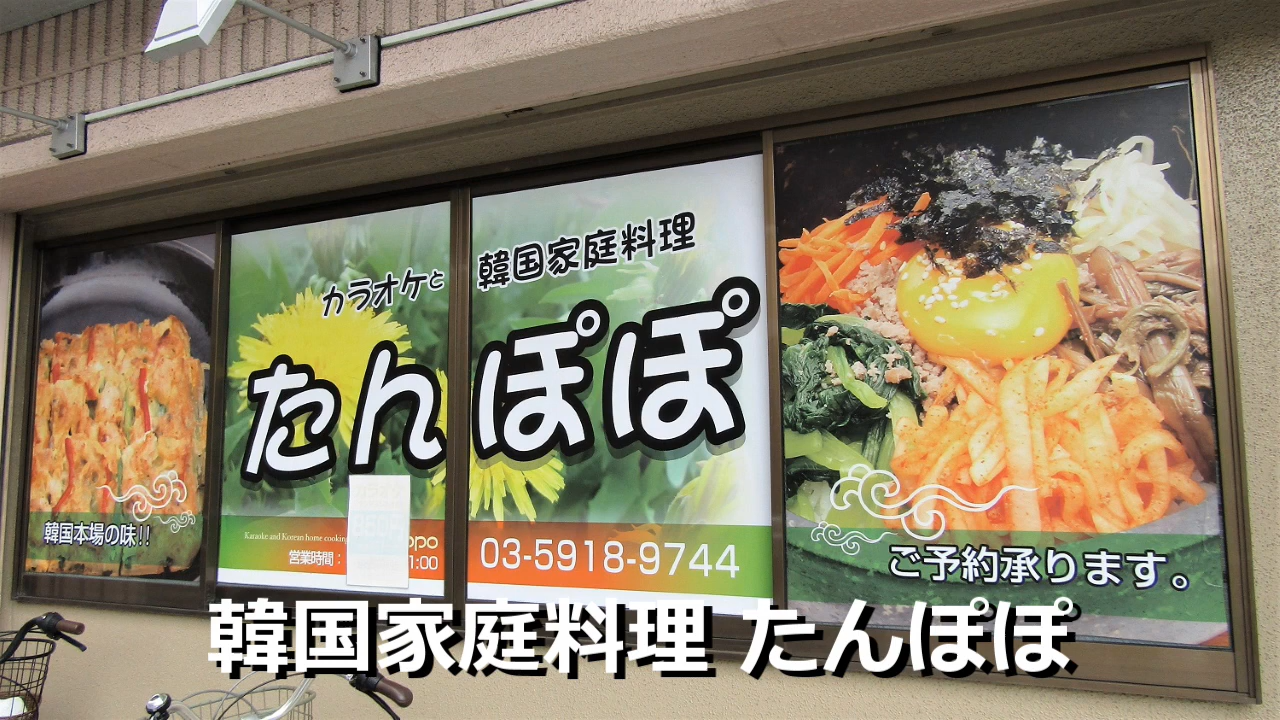 カラオケと
韓国家庭料理
たんぽぽ
韓国本場の味!!
Karaoke and Korean home cooking
営業時間:
1:00
03-5918-9744
ご予約承ります。
韓国家庭料理 たんぽぽ